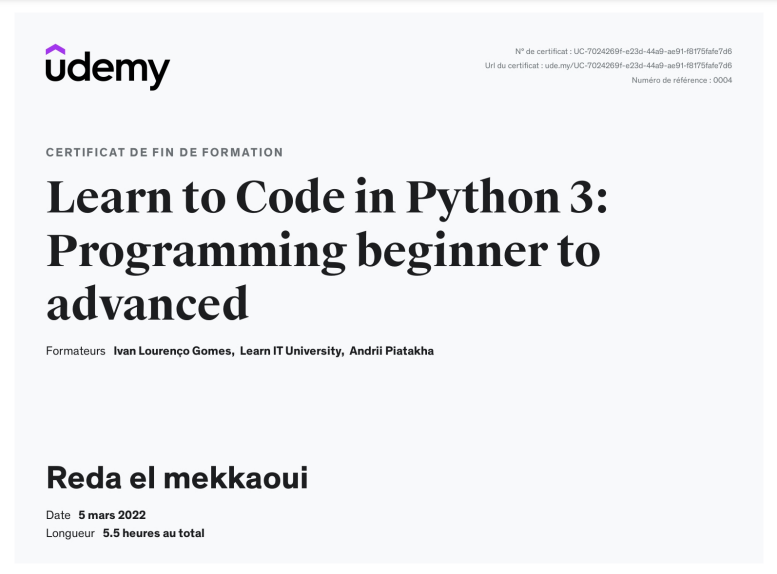 udemy
N° de certificat : UC-7024269f-e23d-44a9-ae91-f8175fafe7d6
Url du certificat : ude.my/UC-7024269f-e23d-44a9-ae91-f8175fafe7d6
Numéro de référence : 0004
CERTIFICAT DE FIN DE FORMATION
Learn to Code in Python 3:
Programming beginner to
advanced
Formateurs Ivan Lourenço Gomes, Learn IT University, Andrii Piatakha
Reda el mekkaoui
Date 5 mars 2022
Longueur 5.5 heures au total